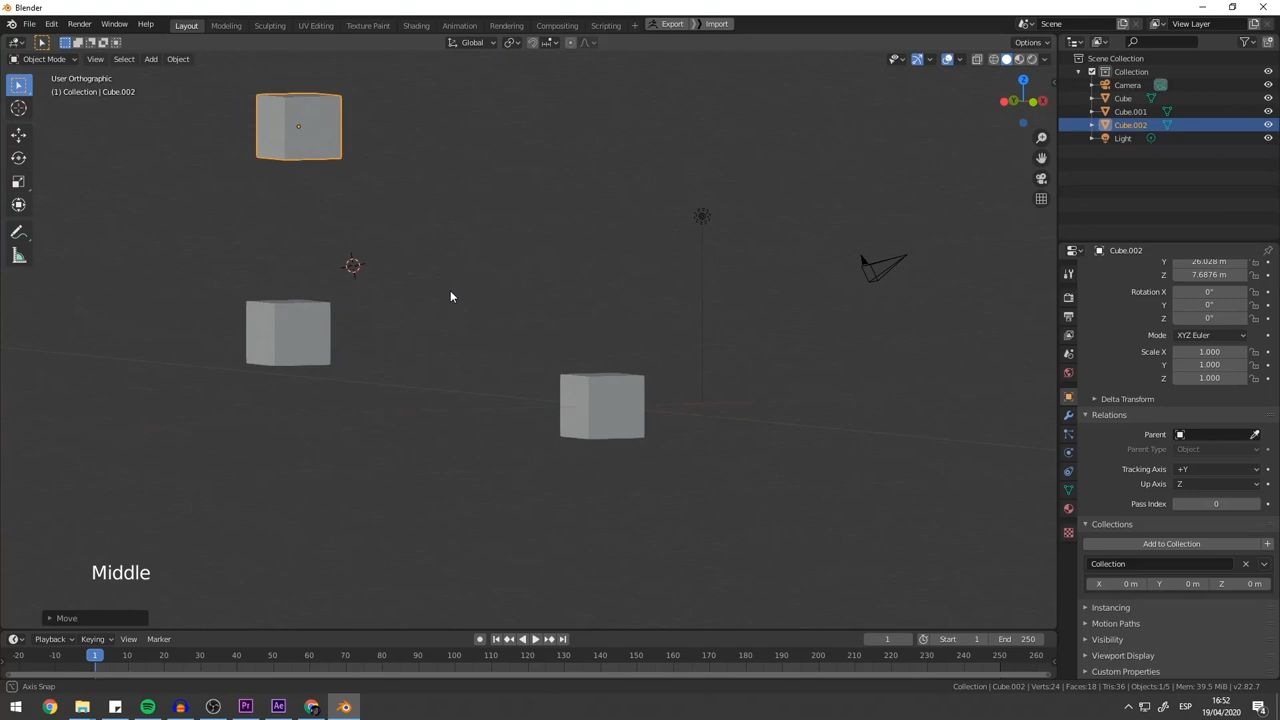 Blender
File Edit Render Window Help Layout Modeling Sculpting UV Editing Texture Paint Shading Animation Rendering Compositing Scripting + Export Import Scene View Layer
Global Options
Object Mode View Select Add Object
User Orthographic
(1) Collection | Cube.002
Z
Y X
Scene Collection
Collection
Camera
Cube
Cube.001
Cube.002
Light
Cube.002
Y 26.028 m
Z 7.6876 m
Rotation X 0°
Y 0°
Z 0°
Mode XYZ Euler
Scale X 1.000
Y 1.000
Z 1.000
Delta Transform
Relations
Parent
Parent Type Object
Tracking Axis +Y
Up Axis Z
Pass Index 0
Collections
Add to Collection +
Collection
X 0 m Y 0 m Z 0 m
Instancing
Motion Paths
Visibility
Viewport Display
Custom Properties
Middle
Move
Playback Keying View Marker 1 Start 1 End 250
-20 -10 1 10 20 30 40 50 60 70 80 90 100 110 120 130 140 150 160 170 180 190 200 210 220 230 240 250 260
Axis Snap Collection | Cube.002 | Verts:24 | Faces:18 | Tris:36 | Objects:1/5 | Mem: 39.5 MiB | v2.82.7
Pr Ae ESP 16:52
19/04/2020 4